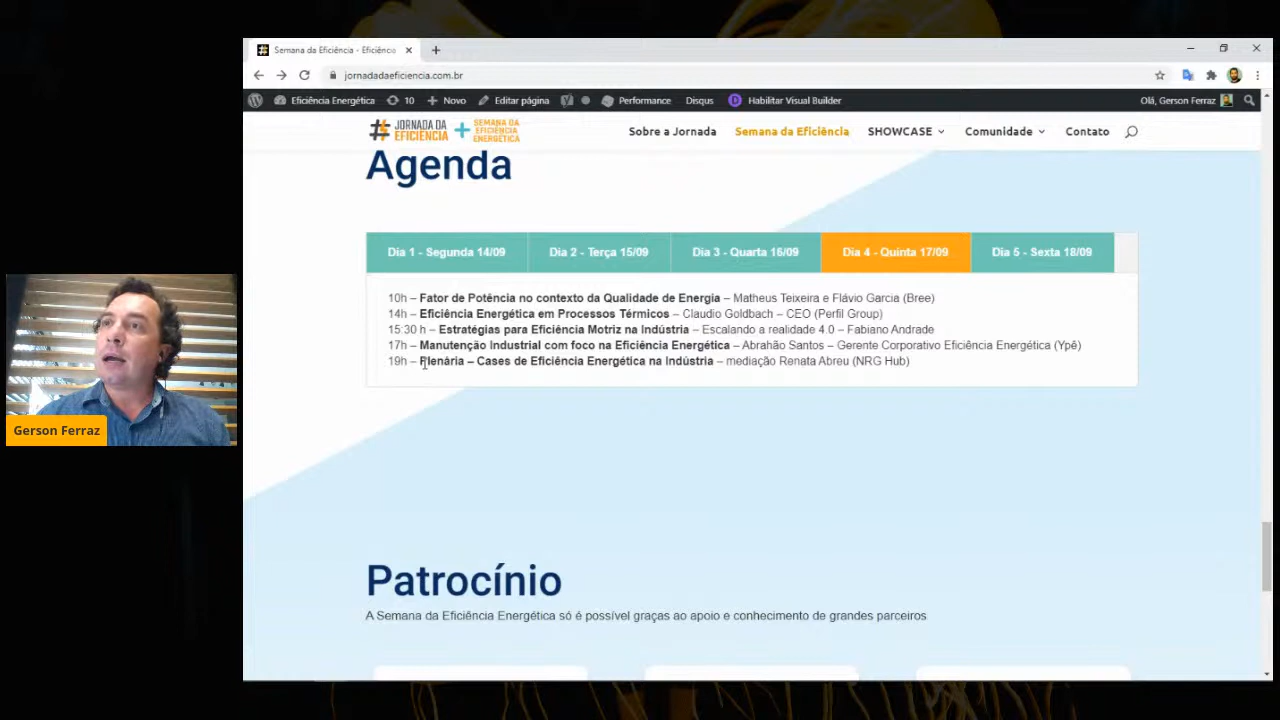 Semana da Eficiência - Eficiênci
jornadadaeficiencia.com.br
Eficiência Energética 10 Novo Editar página Performance Disqus Habilitar Visual Builder Olá, Gerson Ferraz
JORNADA DA EFICIÊNCIA + SEMANA DA EFICIÊNCIA ENERGÉTICA
Sobre a Jornada Semana da Eficiência SHOWCASE Comunidade Contato
Agenda
Dia 1 - Segunda 14/09 Dia 2 - Terça 15/09 Dia 3 - Quarta 16/09 Dia 4 - Quinta 17/09 Dia 5 - Sexta 18/09
10h – Fator de Potência no contexto da Qualidade de Energia – Matheus Teixeira e Flávio Garcia (Bree)
14h – Eficiência Energética em Processos Térmicos – Claudio Goldbach – CEO (Perfil Group)
15:30 h – Estratégias para Eficiência Motriz na Indústria – Escalando a realidade 4.0 – Fabiano Andrade
17h – Manutenção Industrial com foco na Eficiência Energética – Abrahão Santos – Gerente Corporativo Eficiência Energética (Ypê)
19h – Plenária – Cases de Eficiência Energética na Indústria – mediação Renata Abreu (NRG Hub)
Gerson Ferraz
Patrocínio
A Semana da Eficiência Energética só é possível graças ao apoio e conhecimento de grandes parceiros